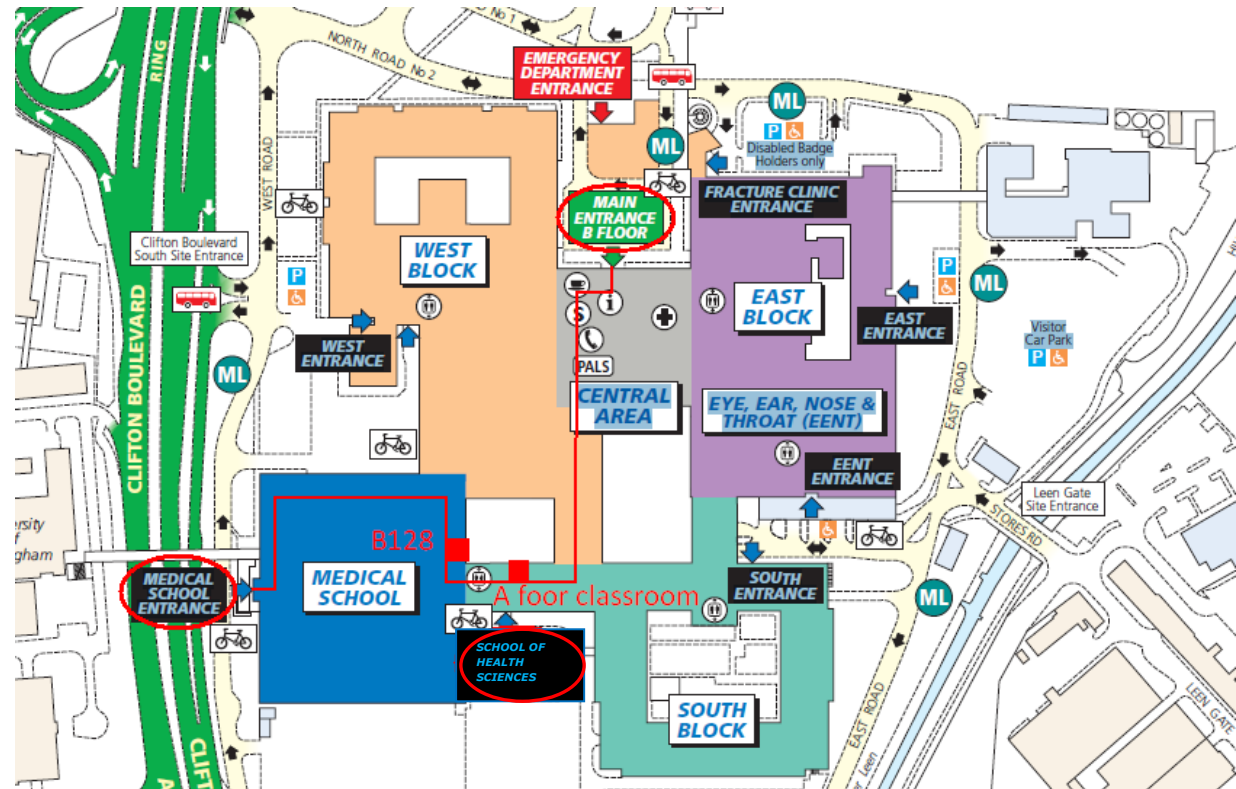 RING
NORTH ROAD No 2
No 1
EMERGENCY
DEPARTMENT
ENTRANCE
ML
P
Disabled Badge
Holders only
ML
WEST ROAD
MAIN
ENTRANCE
B FLOOR
FRACTURE CLINIC
ENTRANCE
Clifton Boulevard
South Site Entrance
WEST
BLOCK
P
i
$
PALS
EAST
BLOCK
P
ML
EAST
ENTRANCE
Visitor
Car Park
P
WEST
ENTRANCE
ML
CLIFTON BOULEVARD
CENTRAL
AREA
EYE, EAR, NOSE &
THROAT (EENT)
EAST ROAD
EENT
ENTRANCE
Leen Gate
Site Entrance
STORES RD
B128
MEDICAL
SCHOOL
ENTRANCE
MEDICAL
SCHOOL
A foor classroom
SOUTH
ENTRANCE
ML
SCHOOL OF
HEALTH
SCIENCES
SOUTH
BLOCK
EAST ROAD
LEEN GATE
Leen
CLIFT
A